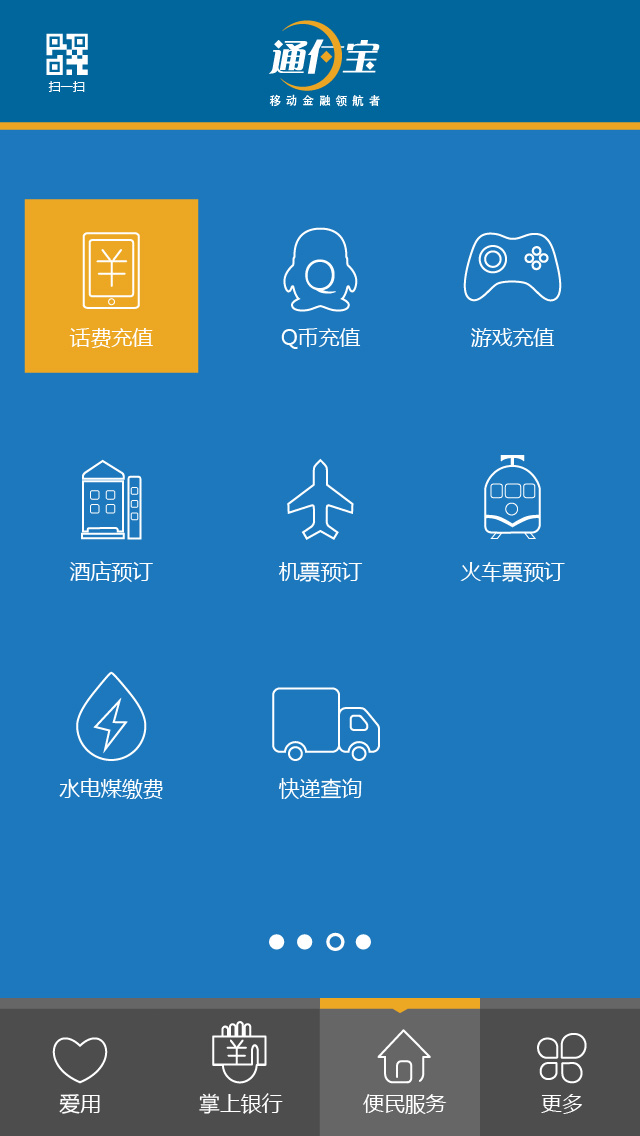 扫一扫
通付宝
移动金融领航者
话费充值
Q币充值
游戏充值
酒店预订
机票预订
火车票预订
水电煤缴费
快递查询
爱用
掌上银行
便民服务
更多